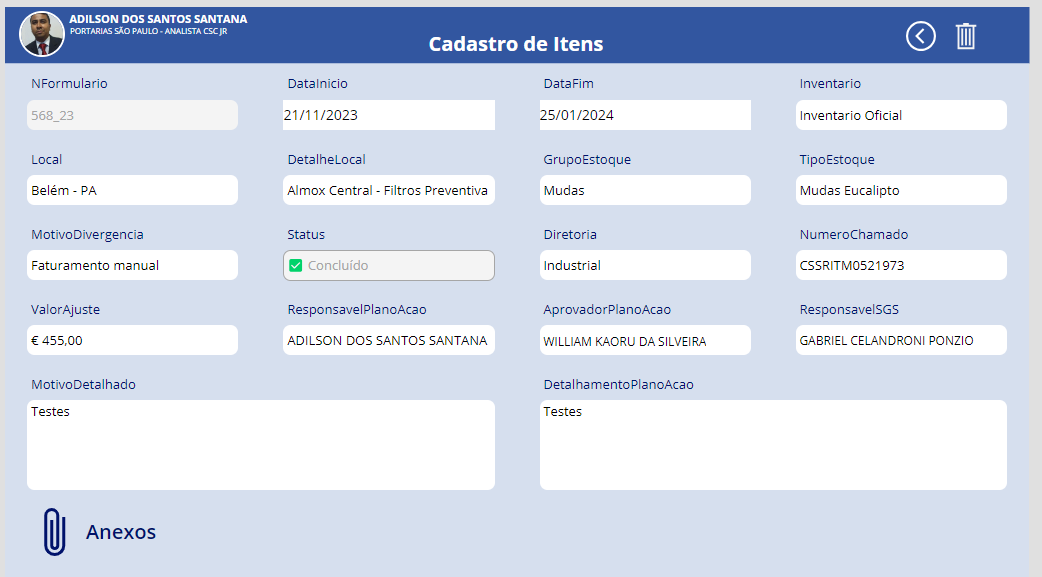 ADILSON DOS SANTOS SANTANA
PORTARIAS SÃO PAULO - ANALISTA CSC JR
Cadastro de Itens
NFormulario
DataInicio
DataFim
Inventario
568_23
21/11/2023
25/01/2024
Inventario Oficial
Local
DetalheLocal
GrupoEstoque
TipoEstoque
Belém - PA
Almox Central - Filtros Preventiva
Mudas
Mudas Eucalipto
MotivoDivergencia
Status
Diretoria
NumeroChamado
Faturamento manual
Concluído
Industrial
CSSRITM0521973
ValorAjuste
ResponsavelPlanoAcao
AprovadorPlanoAcao
ResponsavelSGS
€ 455,00
ADILSON DOS SANTOS SANTANA
WILLIAM KAORU DA SILVEIRA
GABRIEL CELANDRONI PONZIO
MotivoDetalhado
DetalhamentoPlanoAcao
Testes
Testes
Anexos